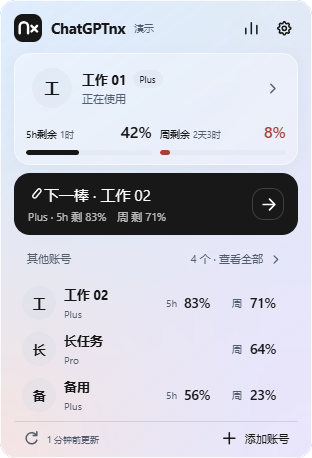 nx ChatGPTnx 演示
工 工作 01 Plus
正在使用
5h剩余 1时 42% 周剩余 2天3时 8%
下一棒 · 工作 02
Plus · 5h 剩 83% 周 剩 71%
其他账号 4 个 · 查看全部
工 工作 02 5h 83% 周 71%
Plus
长 长任务 周 64%
Pro
备 备用 5h 56% 周 23%
Plus
1 分钟前更新 添加账号